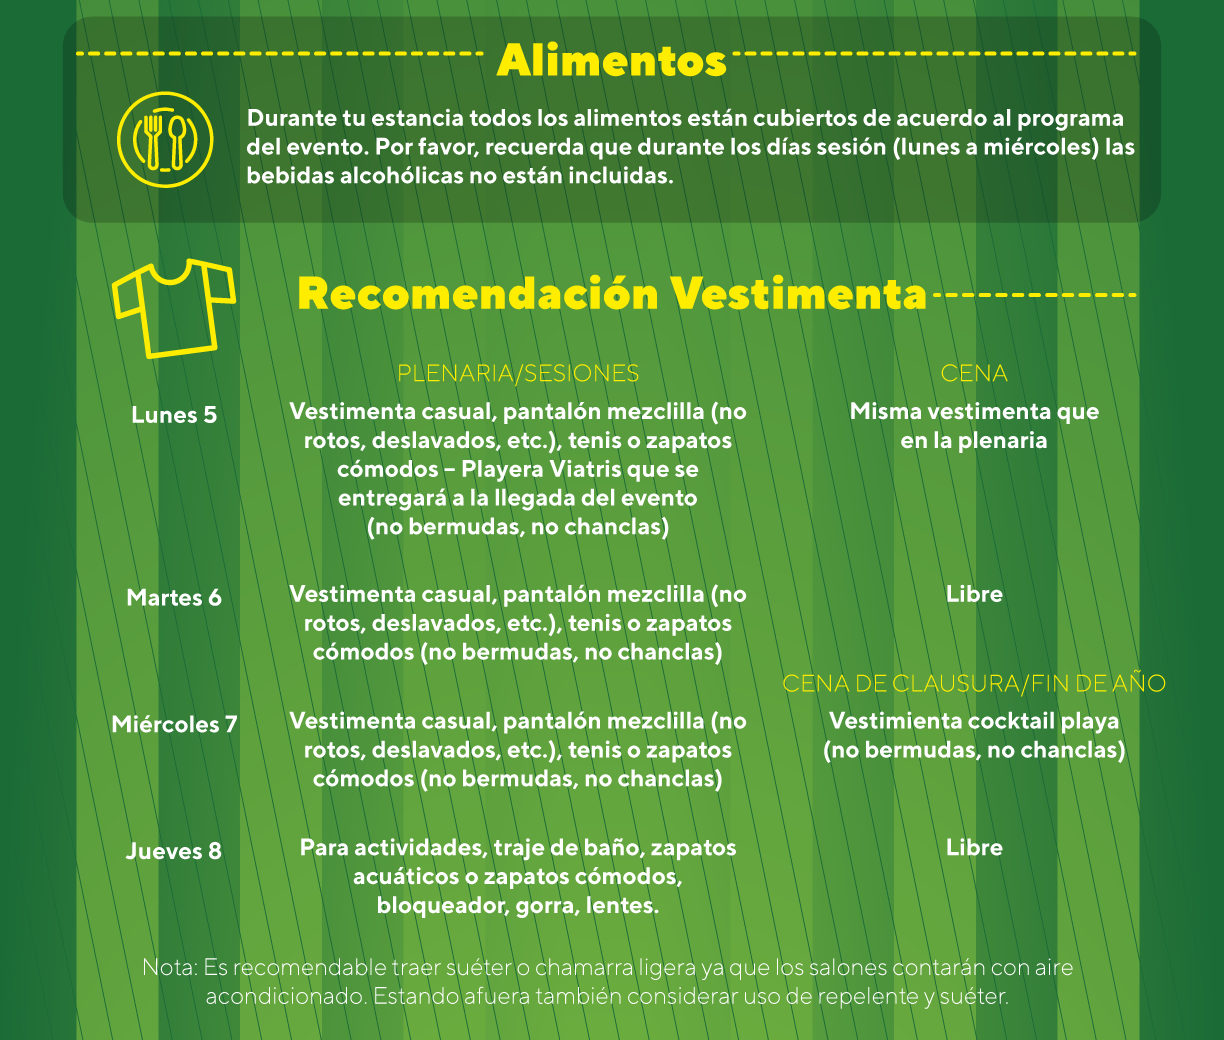 Alimentos
Durante tu estancia todos los alimentos están cubiertos de acuerdo al programa
del evento. Por favor, recuerda que durante los días sesión (lunes a miércoles) las
bebidas alcohólicas no están incluidas.
Recomendación Vestimenta
PLENARIA/SESIONES
CENA
Lunes 5
Vestimenta casual, pantalón mezclilla (no
rotos, deslavados, etc.), tenis o zapatos
cómodos – Playera Viatris que se
entregará a la llegada del evento
(no bermudas, no chanclas)
Misma vestimenta que
en la plenaria
Martes 6
Vestimenta casual, pantalón mezclilla (no
rotos, deslavados, etc.), tenis o zapatos
cómodos (no bermudas, no chanclas)
Libre
CENA DE CLAUSURA/FIN DE AÑO
Miércoles 7
Vestimenta casual, pantalón mezclilla (no
rotos, deslavados, etc.), tenis o zapatos
cómodos (no bermudas, no chanclas)
Vestimienta cocktail playa
(no bermudas, no chanclas)
Jueves 8
Para actividades, traje de baño, zapatos
acuáticos o zapatos cómodos,
bloqueador, gorra, lentes.
Libre
Nota: Es recomendable traer suéter o chamarra ligera ya que los salones contarán con aire
acondicionado. Estando afuera también considerar uso de repelente y suéter.